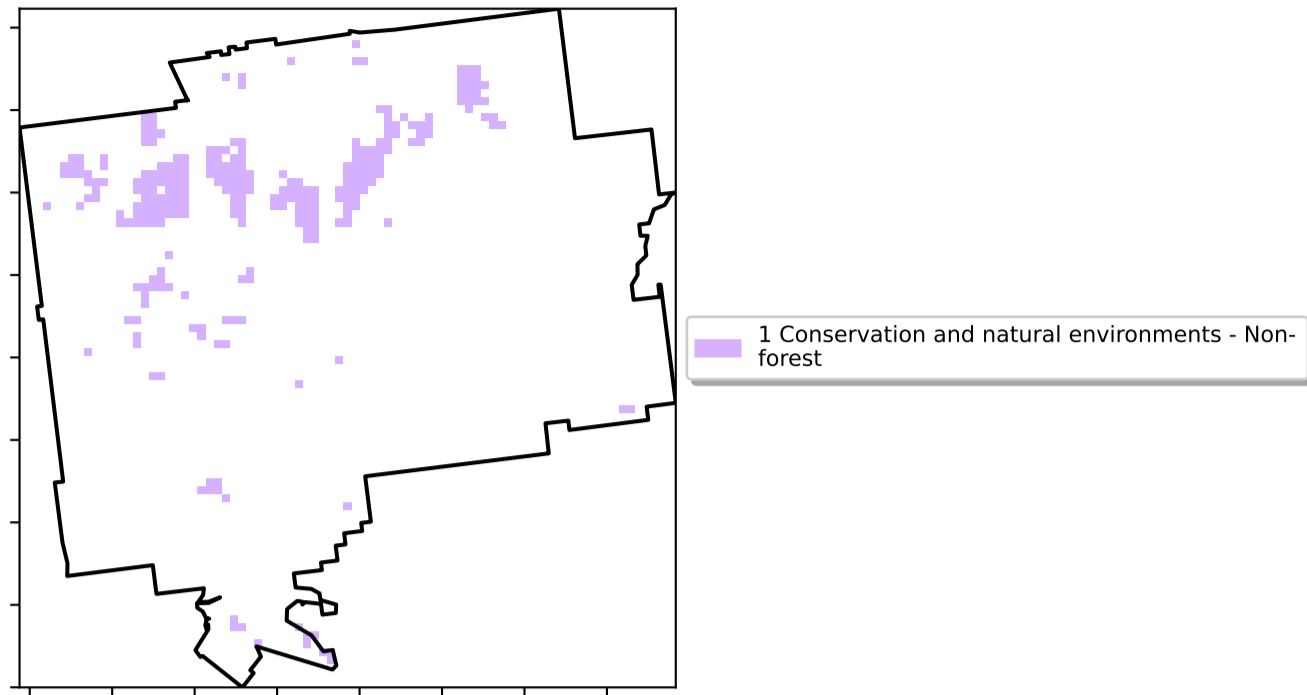 1 Conservation and natural environments - Non-
forest